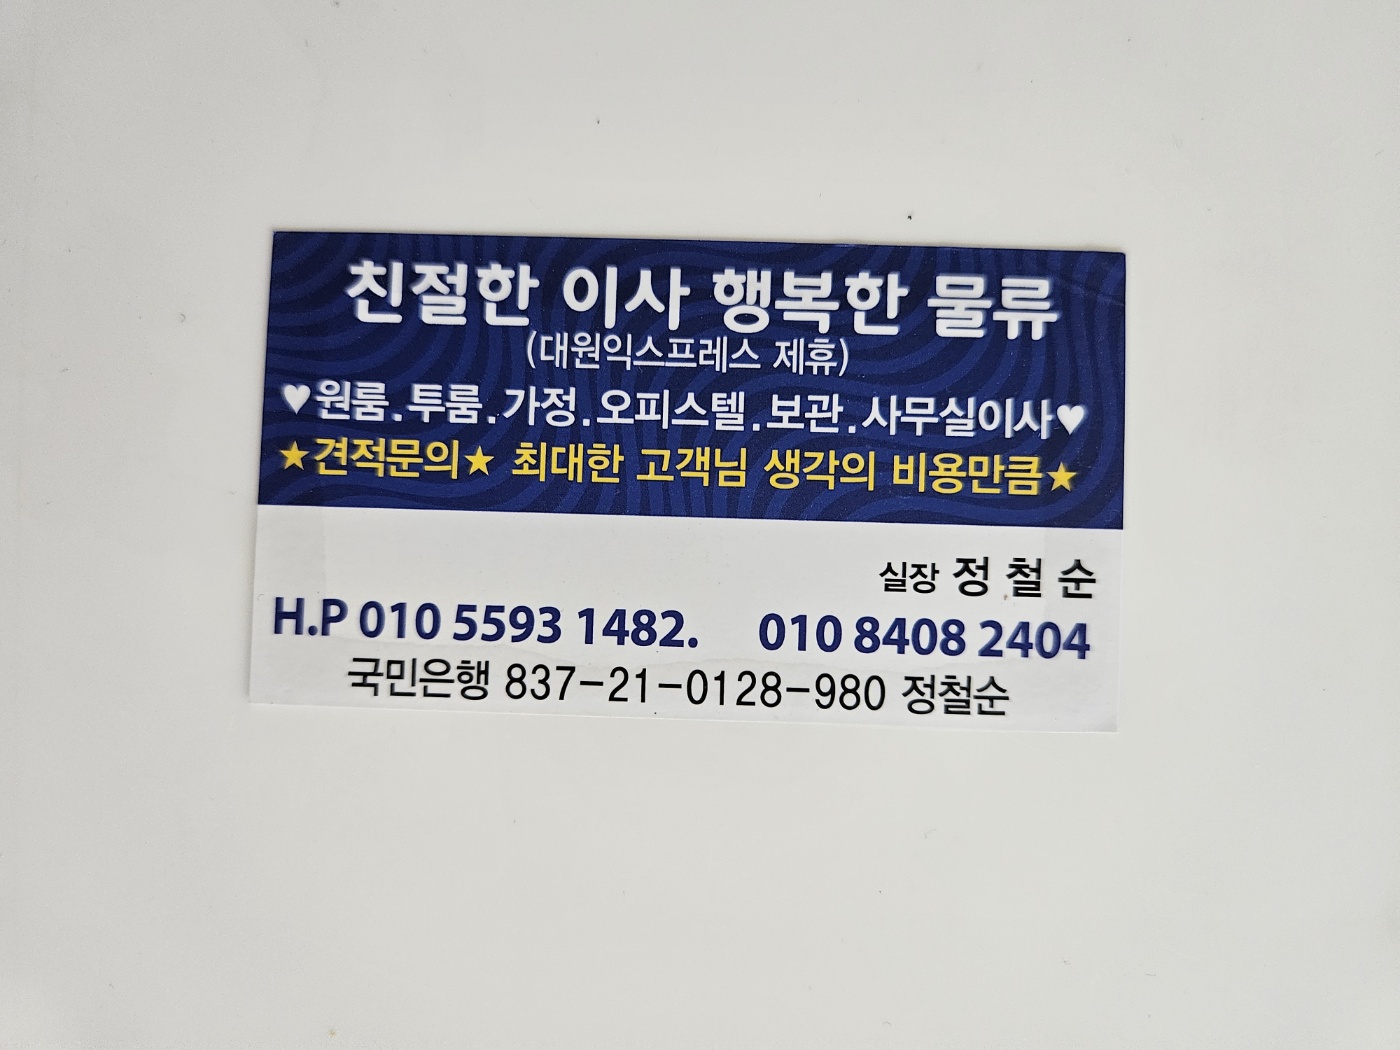 친절한 이사 행복한 물류
(대원익스프레스 제휴)
♥원룸.투룸.가정.오피스텔.보관.사무실이사♥
★견적문의★ 최대한 고객님 생각의 비용만큼★
실장 정 철 순
H.P 010 5593 1482. 010 8408 2404
국민은행 837-21-0128-980 정철순